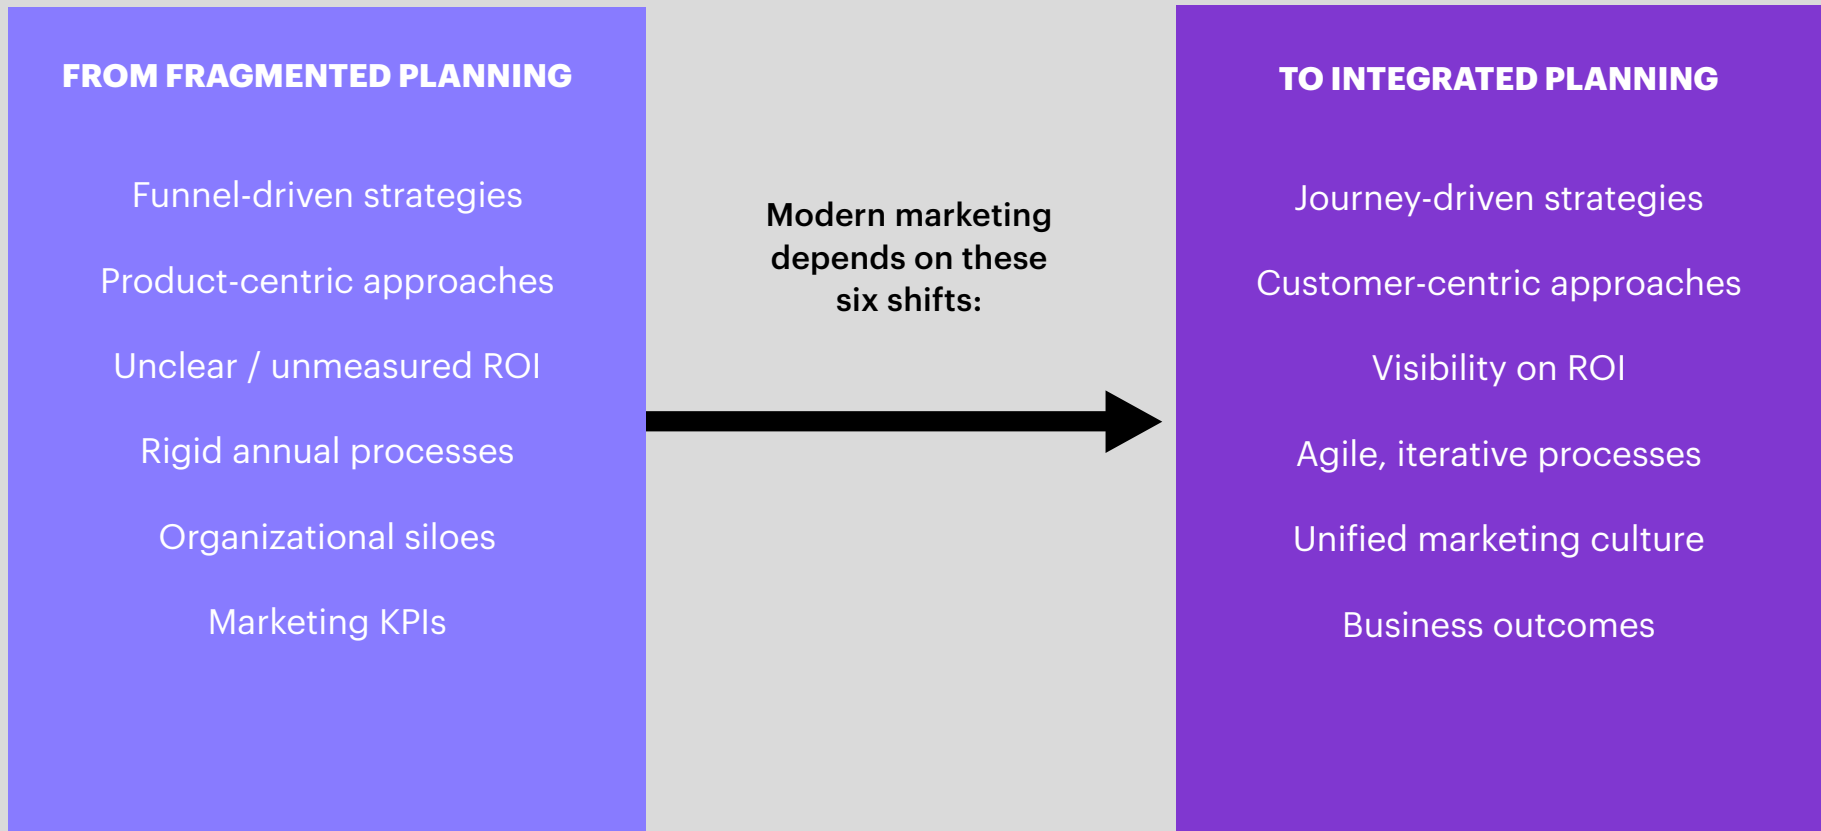 FROM FRAGMENTED PLANNING
Funnel-driven strategies
Product-centric approaches
Unclear / unmeasured ROI
Rigid annual processes
Organizational siloes
Marketing KPIs
Modern marketing
depends on these
six shifts:
TO INTEGRATED PLANNING
Journey-driven strategies
Customer-centric approaches
Visibility on ROI
Agile, iterative processes
Unified marketing culture
Business outcomes